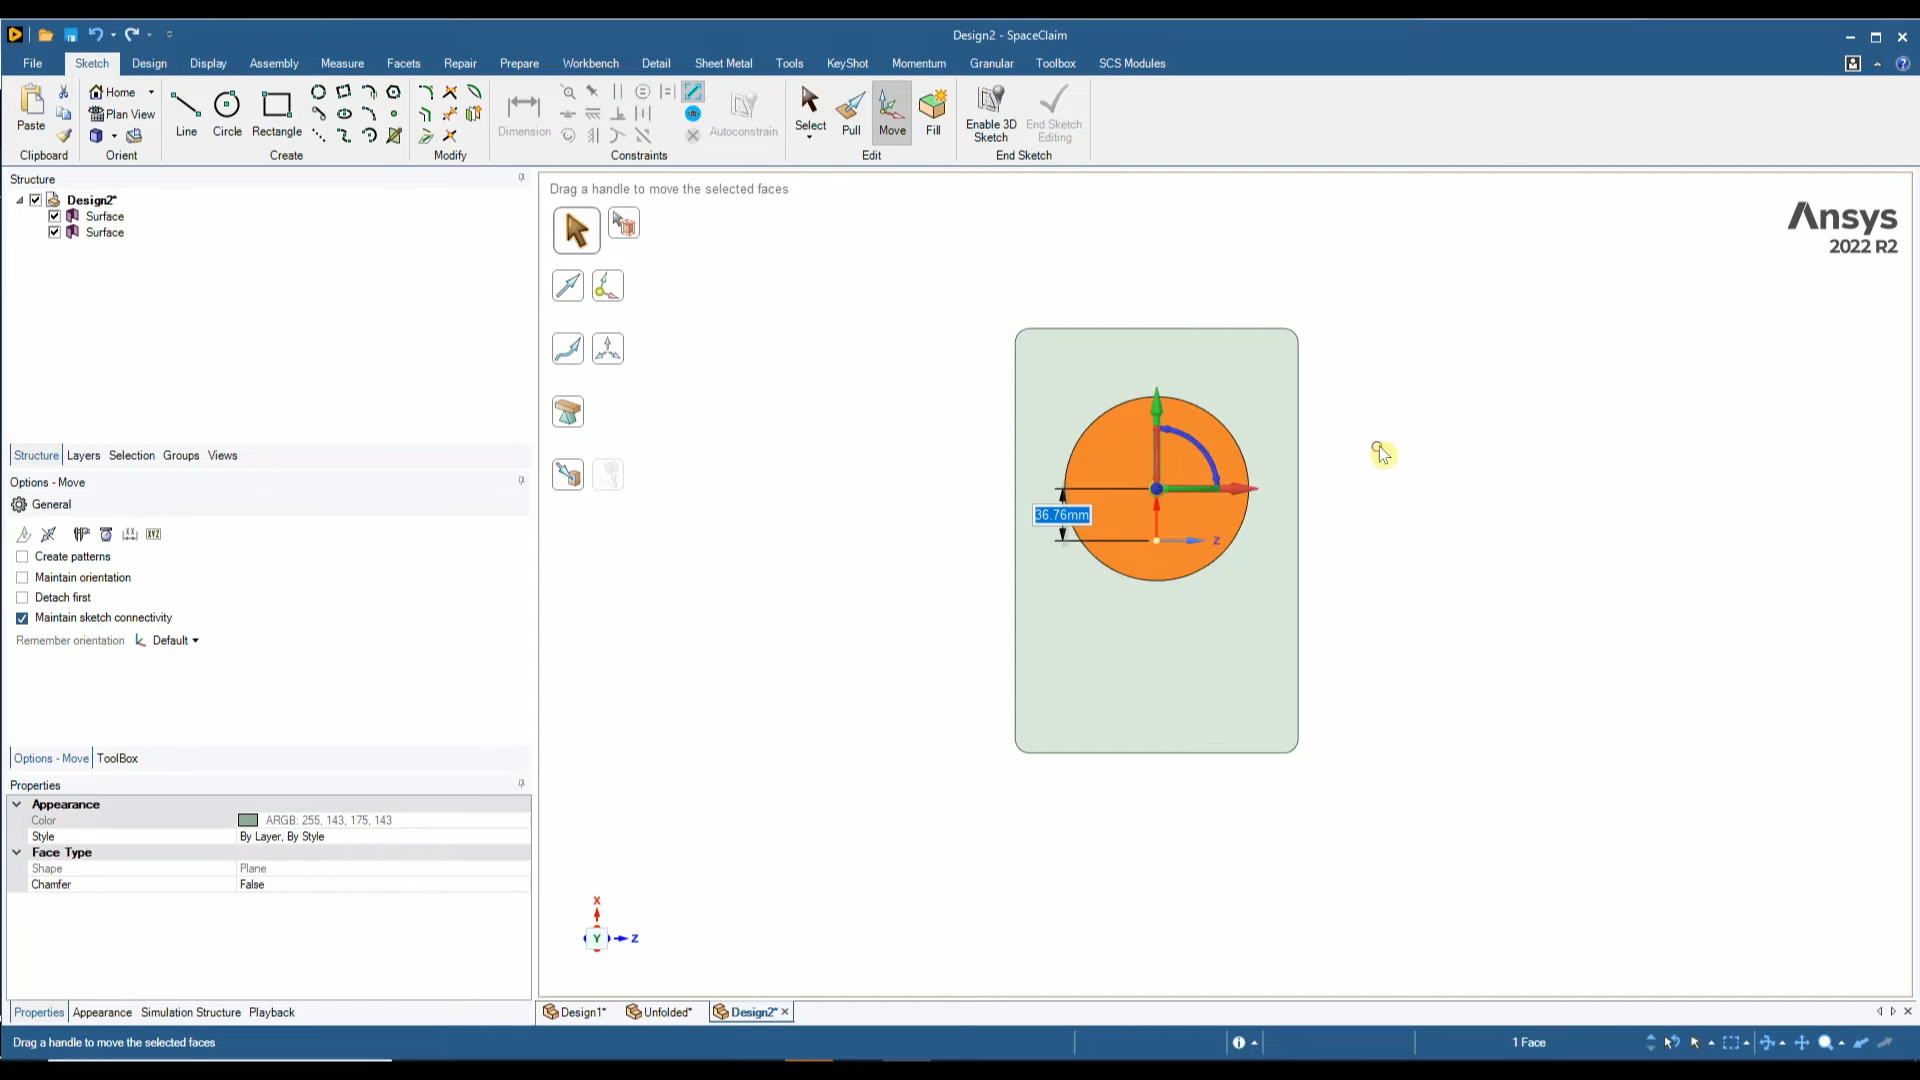 Design2 - SpaceClaim
File Sketch Design Display Assembly Measure Facets Repair Prepare Workbench Detail Sheet Metal Tools KeyShot Momentum Granular Toolbox SCS Modules
Paste
Clipboard
Home
Plan View
Orient
Line Circle Rectangle
Create
Modify
Dimension
Autoconstrain
Constraints
Select Pull Move Fill
Edit
Enable 3D Sketch
End Sketch Editing
End Sketch
Structure
Design2*
Surface
Surface
Structure Layers Selection Groups Views
Options - Move
General
XYZ
Create patterns
Maintain orientation
Detach first
Maintain sketch connectivity
Remember orientation Default
Options - Move ToolBox
Properties
Appearance
Color ARGB: 255, 143, 175, 143
Style By Layer, By Style
Face Type
Shape Plane
Chamfer False
Properties Appearance Simulation Structure Playback
Drag a handle to move the selected faces
Ansys
2022 R2
36.76mm
Z
X
Y
Z
Design1* Unfolded* Design2*
Drag a handle to move the selected faces
1 Face